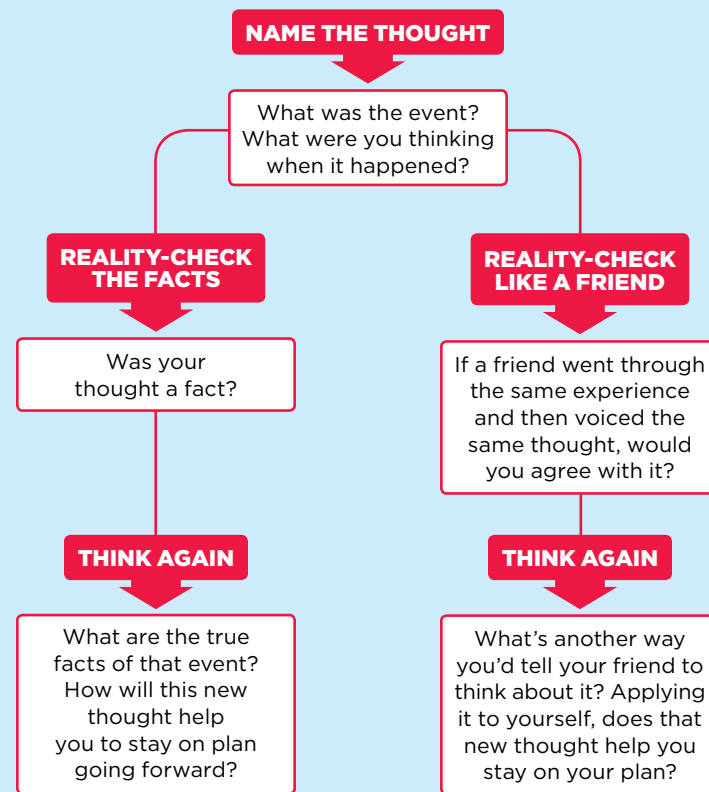 NAME THE THOUGHT
What was the event?
What were you thinking
when it happened?
REALITY-CHECK
THE FACTS
Was your
thought a fact?
THINK AGAIN
What are the true
facts of that event?
How will this new
thought help
you to stay on plan
going forward?
REALITY-CHECK
LIKE A FRIEND
If a friend went through
the same experience
and then voiced the
same thought, would
you agree with it?
THINK AGAIN
What’s another way
you’d tell your friend to
think about it? Applying
it to yourself, does that
new thought help you
stay on your plan?